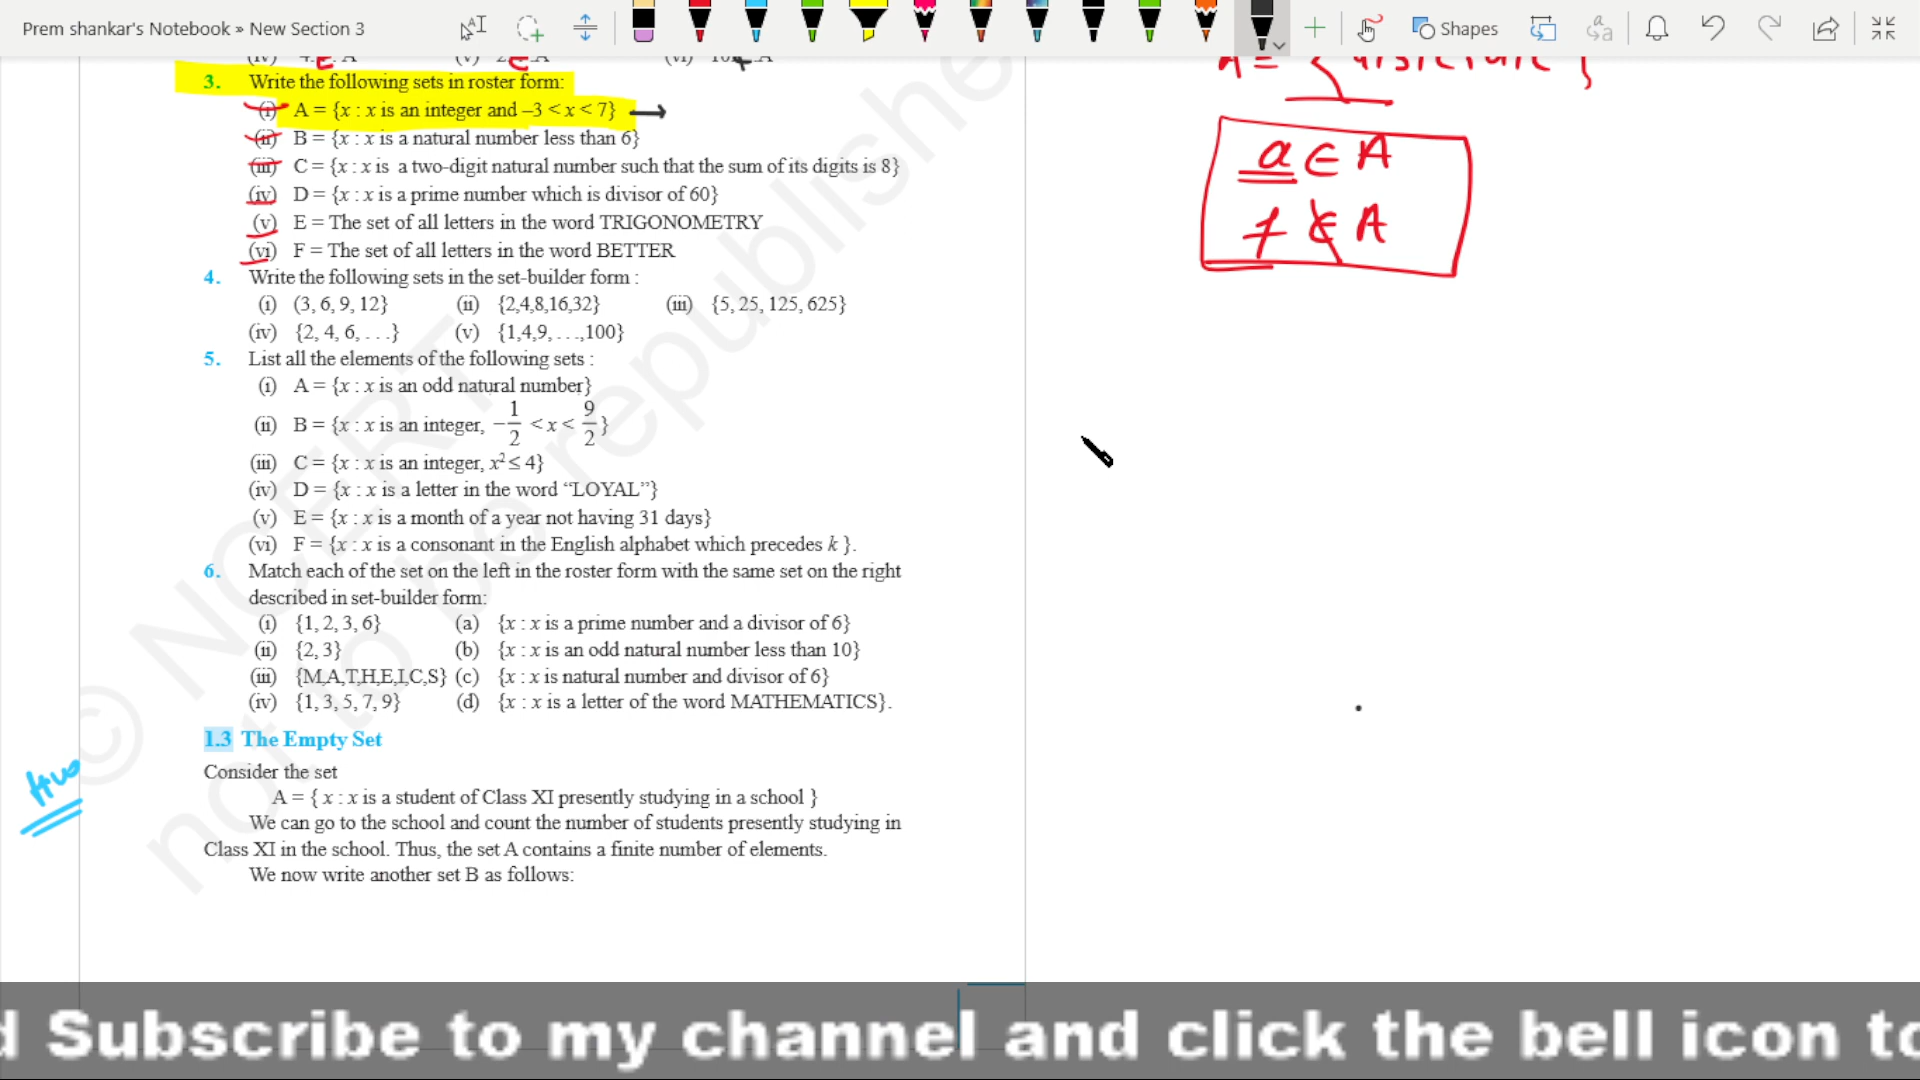 Prem shankar's Notebook » New Section 3
Shapes
3. Write the following sets in roster form:
(i) A = {x : x is an integer and –3 < x < 7}
(ii) B = {x : x is a natural number less than 6}
(iii) C = {x : x is a two-digit natural number such that the sum of its digits is 8}
(iv) D = {x : x is a prime number which is divisor of 60}
(v) E = The set of all letters in the word TRIGONOMETRY
(vi) F = The set of all letters in the word BETTER
4. Write the following sets in the set-builder form :
(i) (3, 6, 9, 12} (ii) {2,4,8,16,32} (iii) {5, 25, 125, 625}
(iv) {2, 4, 6, . . .} (v) {1,4,9, . . .,100}
5. List all the elements of the following sets :
(i) A = {x : x is an odd natural number}
(ii) B = {x : x is an integer, –1/2 < x < 9/2}
(iii) C = {x : x is an integer, x² ≤ 4}
(iv) D = {x : x is a letter in the word “LOYAL”}
(v) E = {x : x is a month of a year not having 31 days}
(vi) F = {x : x is a consonant in the English alphabet which precedes k }.
6. Match each of the set on the left in the roster form with the same set on the right
described in set-builder form:
(i) {1, 2, 3, 6} (a) {x : x is a prime number and a divisor of 6}
(ii) {2, 3} (b) {x : x is an odd natural number less than 10}
(iii) {M,A,T,H,E,I,C,S} (c) {x : x is natural number and divisor of 6}
(iv) {1, 3, 5, 7, 9} (d) {x : x is a letter of the word MATHEMATICS}.
1.3 The Empty Set
Consider the set
A = { x : x is a student of Class XI presently studying in a school }
We can go to the school and count the number of students presently studying in
Class XI in the school. Thus, the set A contains a finite number of elements.
We now write another set B as follows:
© NCERT
not to be republishe
a ∈ A
f ∉ A
Subscribe to my channel and click the bell icon to